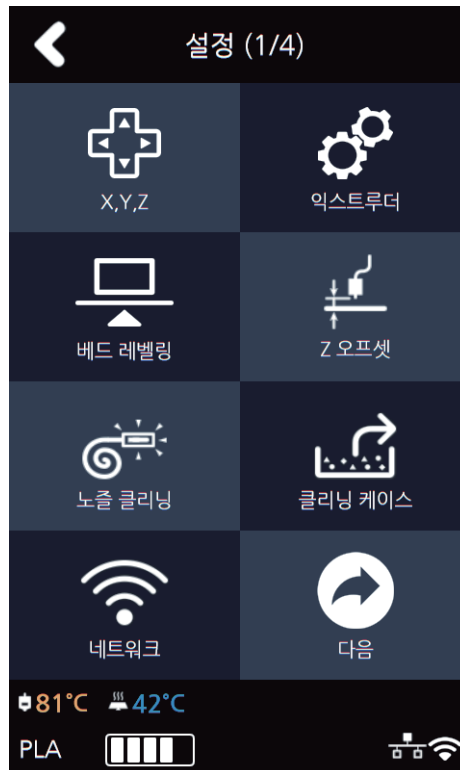 설정 (1/4)
X,Y,Z
익스트루더
베드 레벨링
Z 오프셋
노즐 클리닝
클리닝 케이스
네트워크
다음
81°C 42°C
PLA